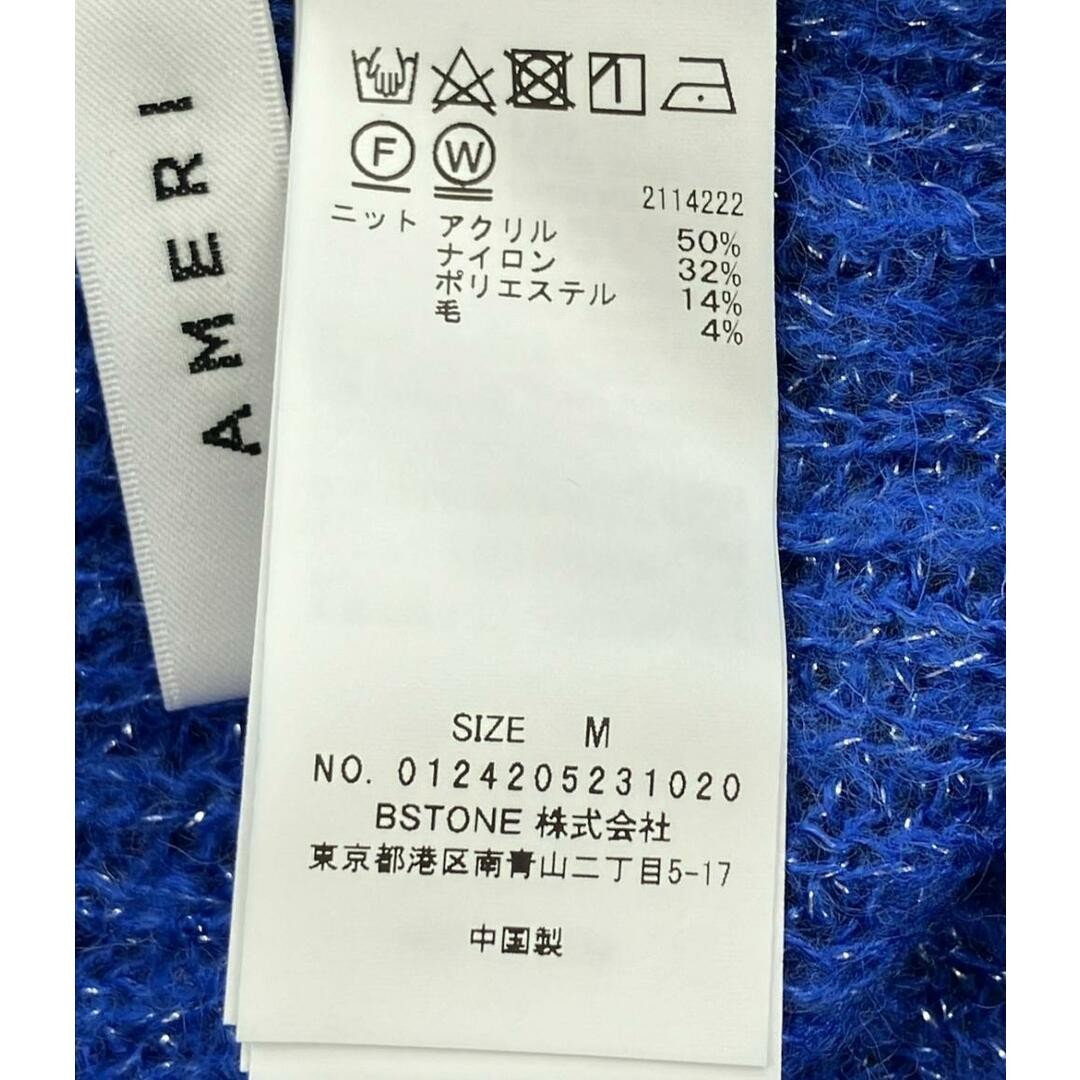 AMERI
F W
2114222
ニット アクリル 50%
ナイロン 32%
ポリエステル 14%
毛 4%
SIZE M
NO. 0124205231020
BSTONE 株式会社
東京都港区南青山二丁目5-17
中国製